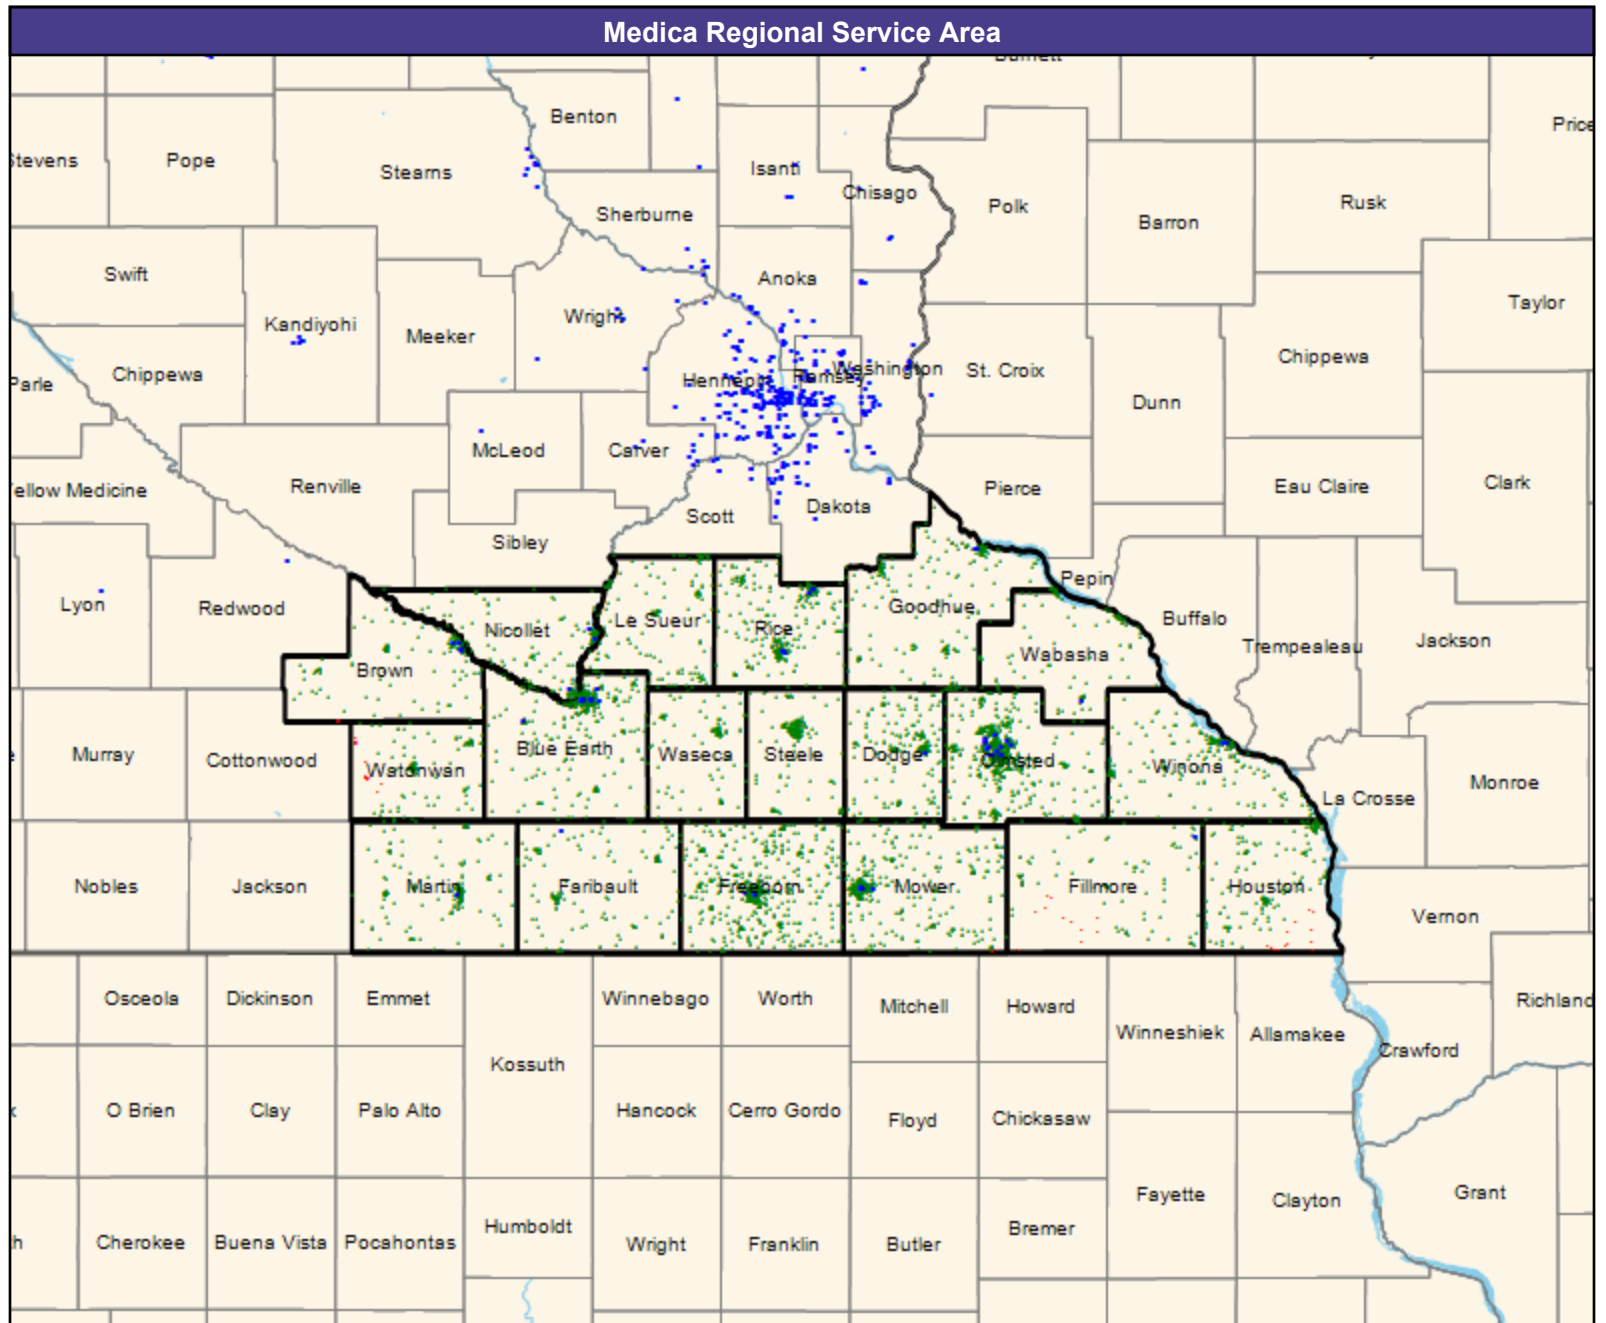 Medica Regional Service Area
Benton
Price
Stevens
Pope
Stearns
Isanti
Chisago
Polk
Rusk
Sherburne
Barron
Swift
Anoka
Taylor
Kandiyohi
Wright
Meeker
Chippewa
Chippewa
Parle
Hennepin
Ramsey
Washington
St. Croix
Dunn
McLeod
Carver
Renville
Yellow Medicine
Pierce
Eau Claire
Clark
Scott
Dakota
Sibley
Pepin
Lyon
Redwood
Nicollet
Le Sueur
Rice
Goodhue
Buffalo
Brown
Wabasha
Trempealeau
Jackson
Murray
Cottonwood
Watonwan
Blue Earth
Waseca
Steele
Dodge
Olmsted
Winona
La Crosse
Monroe
Nobles
Jackson
Martin
Faribault
Freeborn
Mower
Fillmore
Houston
Vernon
Osceola
Dickinson
Emmet
Winnebago
Worth
Mitchell
Howard
Richland
Winneshiek
Allamakee
Crawford
Kossuth
O Brien
Clay
Palo Alto
Hancock
Cerro Gordo
Floyd
Chickasaw
Fayette
Clayton
Grant
Humboldt
Bremer
Cherokee
Buena Vista
Pocahontas
Wright
Franklin
Butler